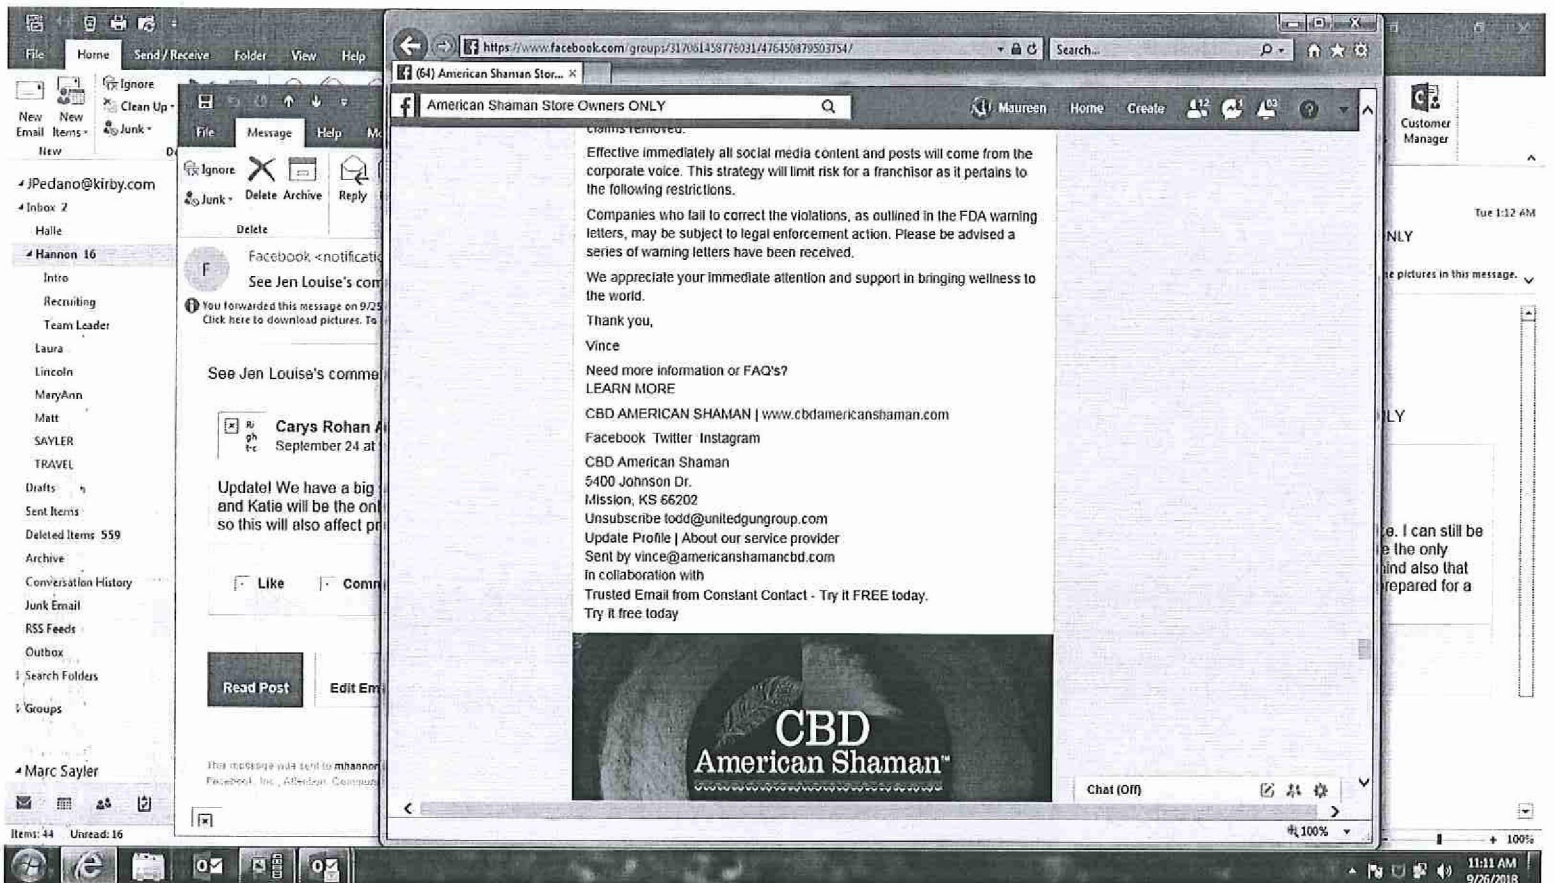 File Home Send / Receive Folder View Help
New Email
New Items
Ignore
Clean Up
Junk
New
JPedano@kirby.com
Inbox 2
Halle
Hannon 16
Intro
Recruiting
Team Leader
Laura
Lincoln
MaryAnn
Matt
SAYLER
TRAVEL
Drafts
Sent Items
Deleted Items 559
Archive
Conversation History
Junk Email
RSS Feeds
Outbox
Search Folders
Groups
Marc Sayler
Items: 44 Unread: 16
File Message Help
Ignore
Junk
Delete Archive Reply
Delete
F
Facebook <notificatio
See Jen Louise's com
You forwarded this message on 9/25
Click here to download pictures. To
See Jen Louise's comme
Carys Rohan A
September 24 at
Update! We have a big
and Katie will be the onl
so this will also affect pr
Like Comm
Read Post Edit Em
This message was sent to mhannon
https://www.facebook.com/groups/317061458776031/476450879503754/
Search...
(64) American Shaman Stor... ×
American Shaman Store Owners ONLY
Maureen Home Create 12 1 63
claims removed.
Effective immediately all social media content and posts will come from the
corporate voice. This strategy will limit risk for a franchisor as it pertains to
the following restrictions.
Companies who fail to correct the violations, as outlined in the FDA warning
letters, may be subject to legal enforcement action. Please be advised a
series of warning letters have been received.
We appreciate your immediate attention and support in bringing wellness to
the world.
Thank you,
Vince
Need more information or FAQ's?
LEARN MORE
CBD AMERICAN SHAMAN | www.cbdamericanshaman.com
Facebook Twitter Instagram
CBD American Shaman
5400 Johnson Dr.
Mission, KS 66202
Unsubscribe todd@unitedgungroup.com
Update Profile | About our service provider
Sent by vince@americanshamancbd.com
in collaboration with
Trusted Email from Constant Contact - Try it FREE today.
Try it free today
CBD
American Shaman™
Chat (Off)
100%
Customer
Manager
Tue 1:12 AM
NLY
e pictures in this message.
LY
e. I can still be
e the only
ind also that
repared for a
100%
11:11 AM
9/26/2018